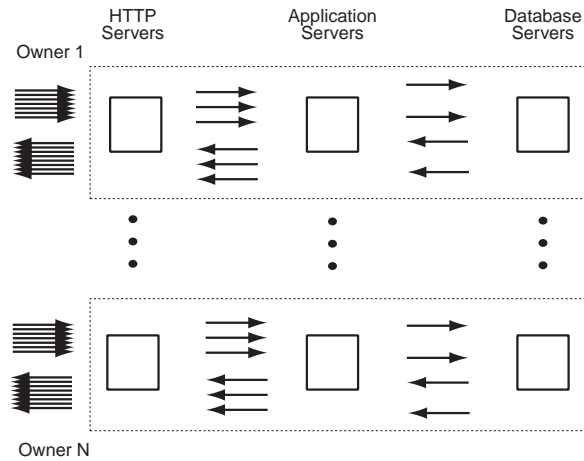 HTTP
Servers
Application
Servers
Database
Servers
Owner 1
Owner N